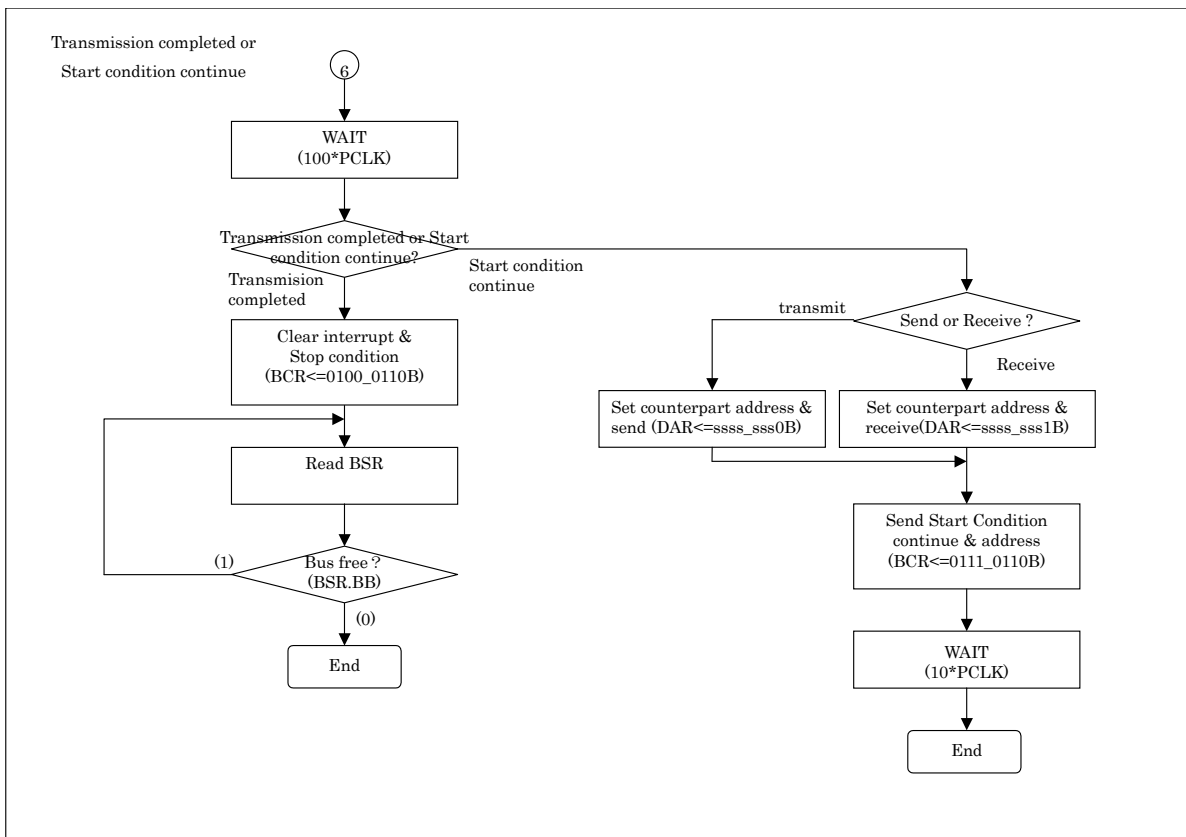 Transmission completed or
Start condition continue
6
WAIT
(100*PCLK)
Transmission completed or Start
condition continue?
Transmision
completed
Start condition
continue
Clear interrupt &
Stop condition
(BCR<=0100_0110B)
Read BSR
(1)
Bus free ?
(BSR.BB)
(0)
End
transmit
Send or Receive ?
Receive
Set counterpart address &
send (DAR<=ssss_sss0B)
Set counterpart address &
receive(DAR<=ssss_sss1B)
Send Start Condition
continue & address
(BCR<=0111_0110B)
WAIT
(10*PCLK)
End